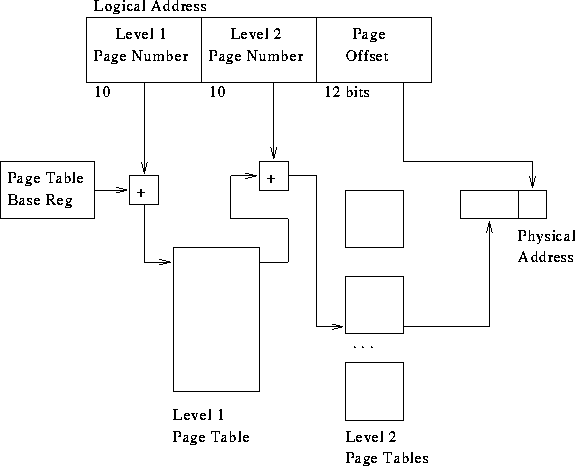 Logical Address
Level 1
Page Number
Level 2
Page Number
Page
Offset
10
10
12 bits
Page Table
Base Reg
+
+
Physical
Address
. . .
Level 1
Page Table
Level 2
Page Tables